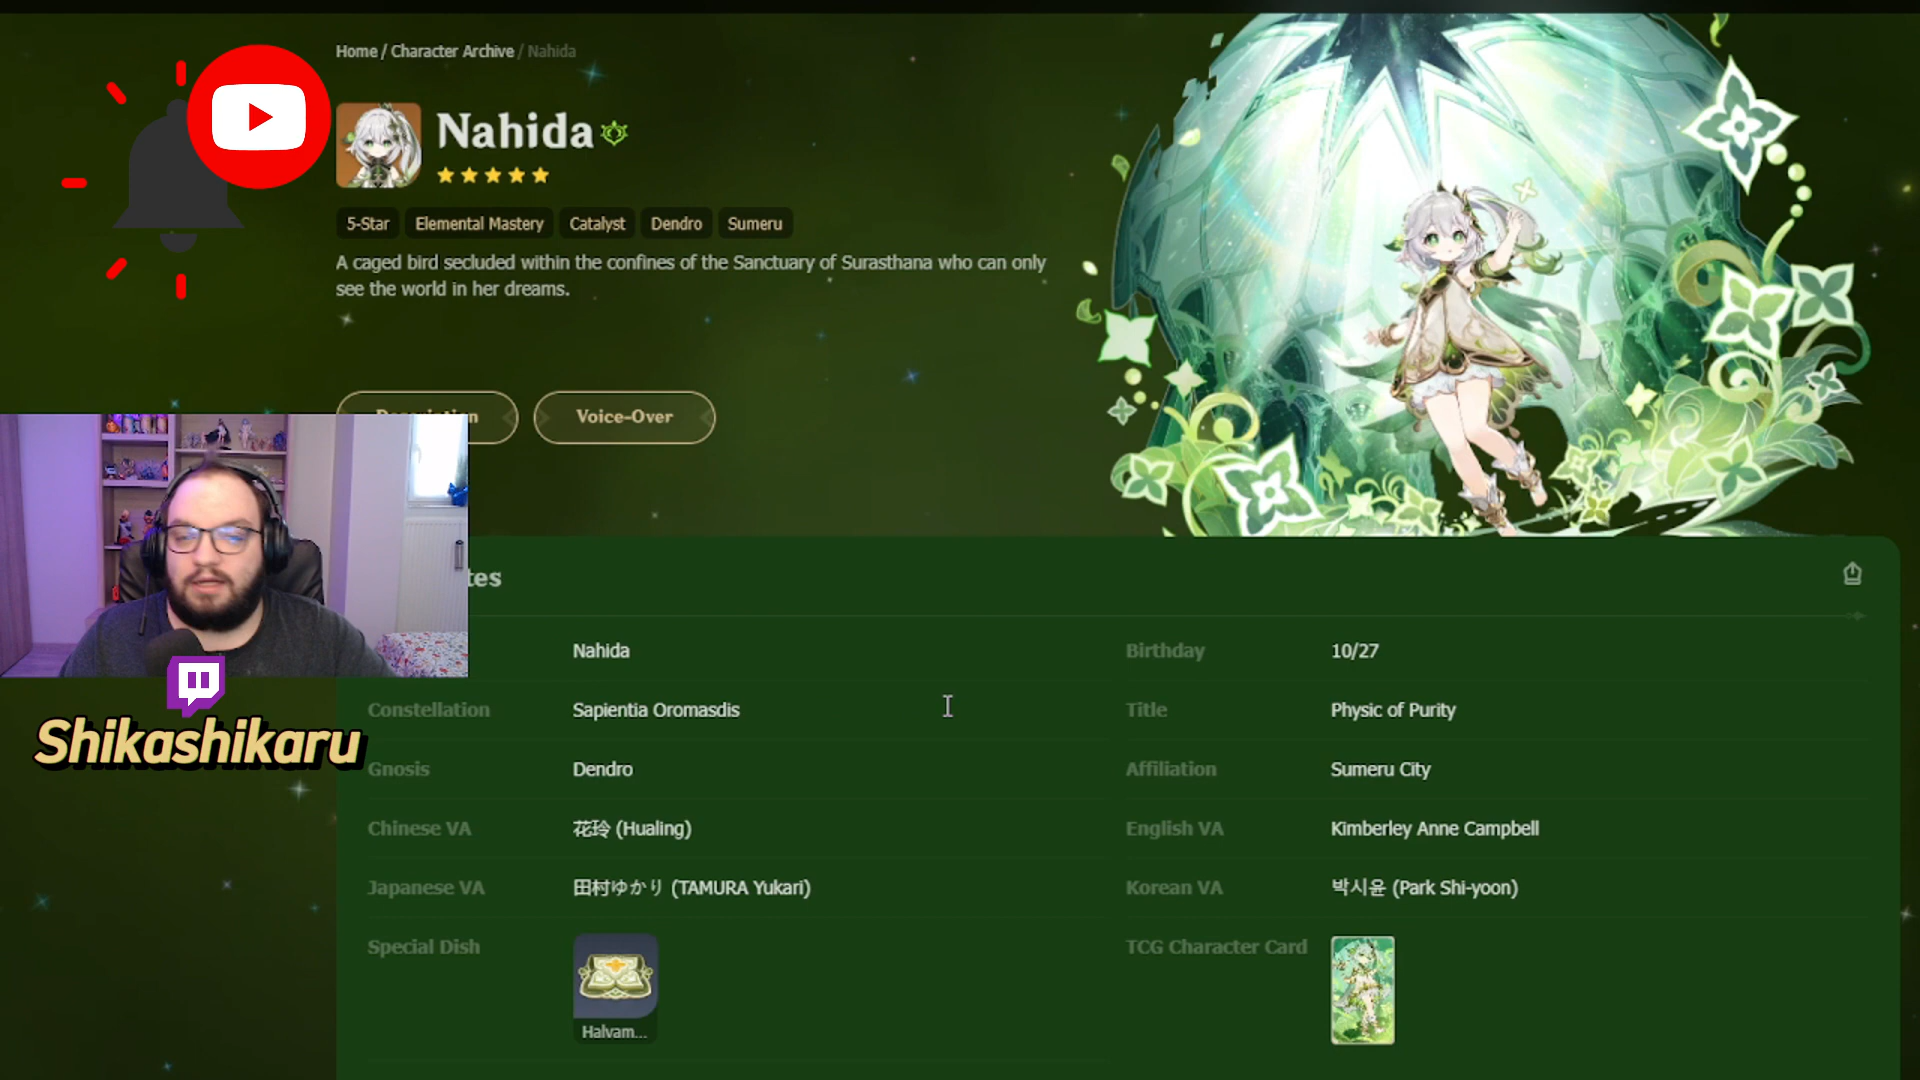 Home / Character Archive / Nahida
Nahida
5-Star Elemental Mastery Catalyst Dendro Sumeru
A caged bird secluded within the confines of the Sanctuary of Surasthana who can only
see the world in her dreams.
Voice-Over
tes
Nahida Birthday 10/27
Constellation Sapientia Oromasdis Title Physic of Purity
Gnosis Dendro Affiliation Sumeru City
Chinese VA 花玲 (Hualing) English VA Kimberley Anne Campbell
Japanese VA 田村ゆかり (TAMURA Yukari) Korean VA 박시윤 (Park Shi-yoon)
Special Dish TCG Character Card
Halvam...
Shikashikaru